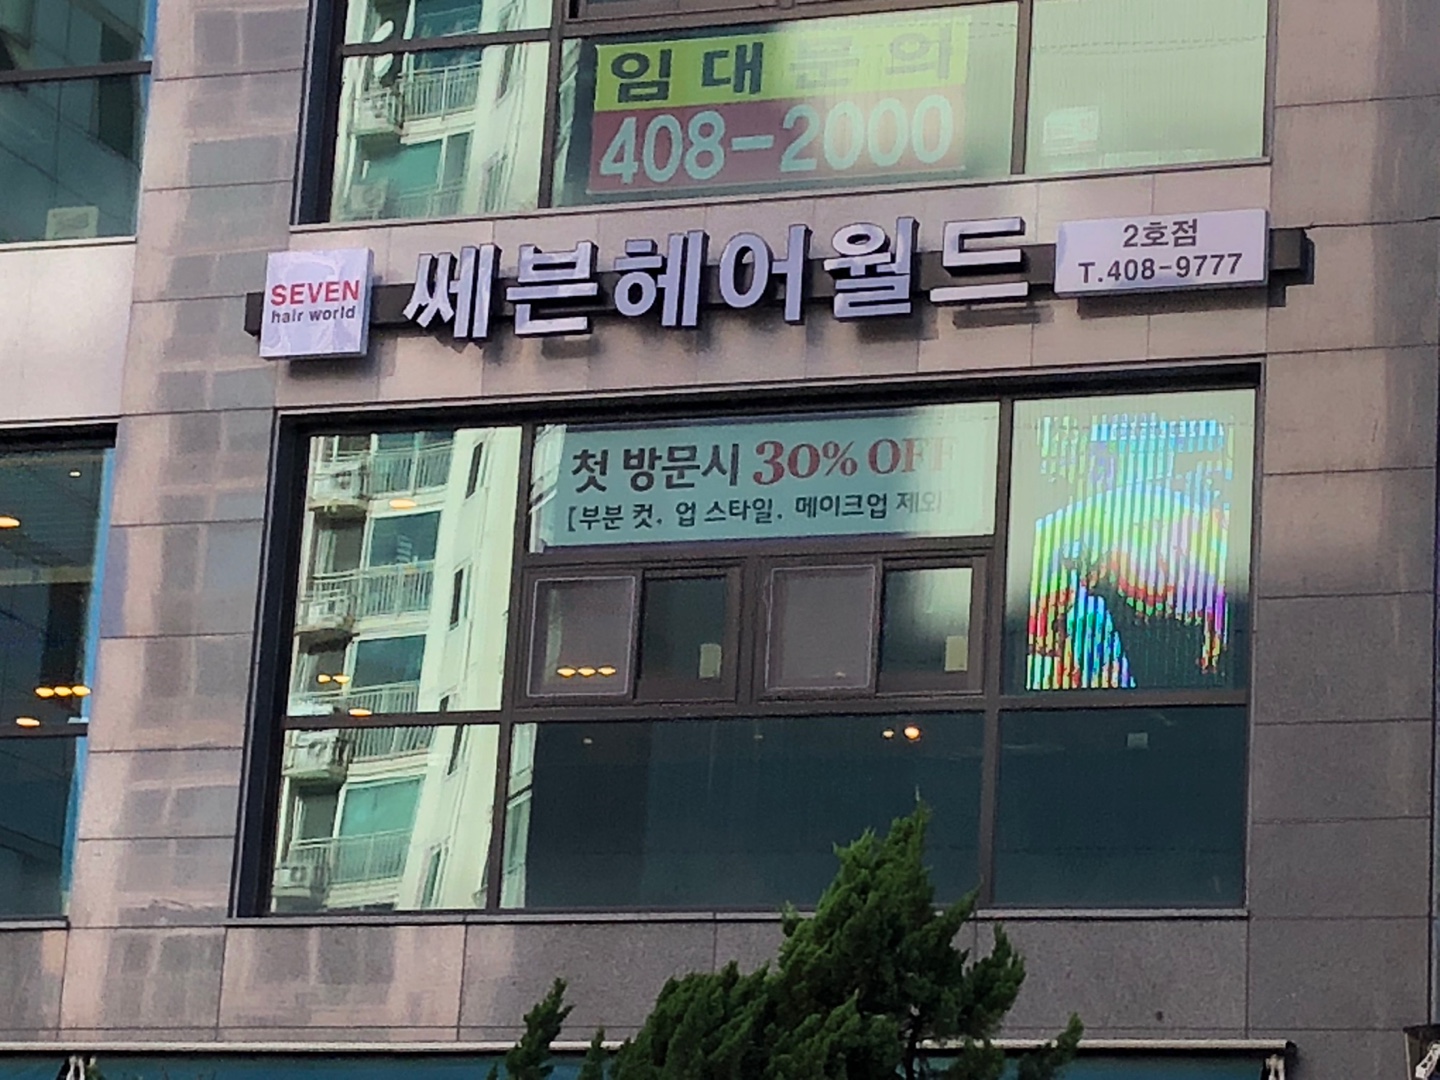 임대문의
408-2000
SEVEN
hair world
쎄븐헤어월드
2호점
T.408-9777
첫 방문시 30% OFF
[부분 컷. 업 스타일. 메이크업 제외]